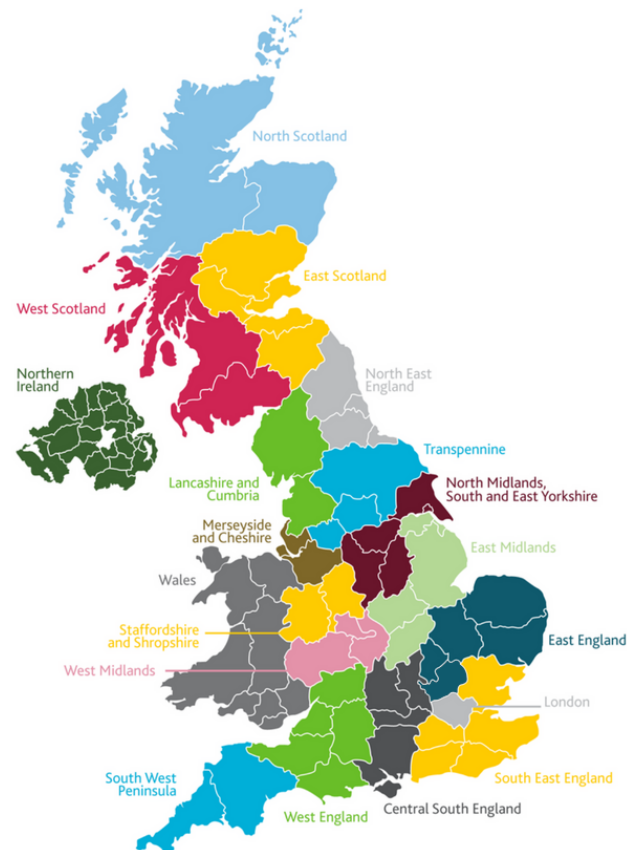 North Scotland
East Scotland
West Scotland
Northern
Ireland
North East
England
Transpennine
Lancashire and
Cumbria
North Midlands,
South and East Yorkshire
Merseyside
and Cheshire
East Midlands
Wales
Staffordshire
and Shropshire
East England
West Midlands
London
South West
Peninsula
South East England
Central South England
West England